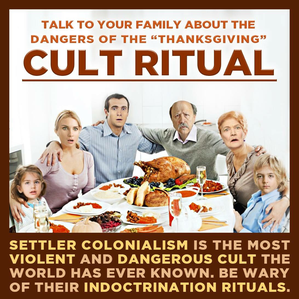 TALK TO YOUR FAMILY ABOUT THE
DANGERS OF THE “THANKSGIVING”
CULT RITUAL
SETTLER COLONIALISM IS THE MOST
VIOLENT AND DANGEROUS CULT THE
WORLD HAS EVER KNOWN. BE WARY
OF THEIR INDOCTRINATION RITUALS.